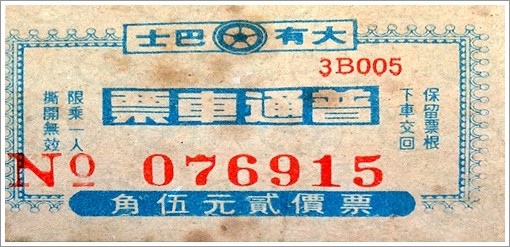 大有巴士
3B005
普通車票
保留票根
下車交回
限乘一人
撕開無效
№ 076915
票價貳元伍角